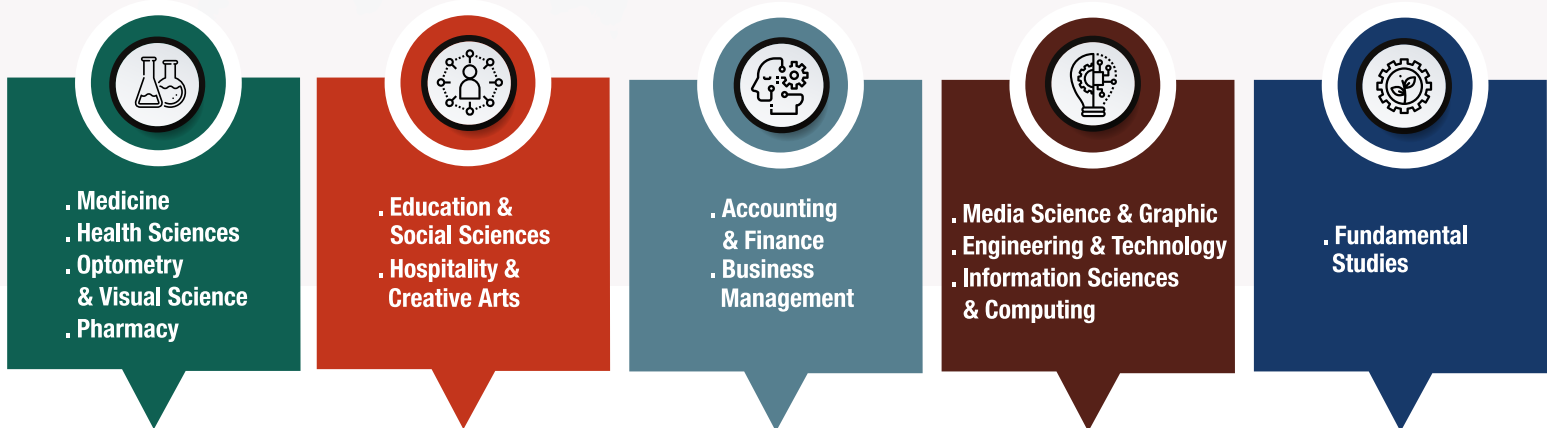 . Medicine
. Health Sciences
. Optometry
& Visual Science
. Pharmacy
. Education &
Social Sciences
. Hospitality &
Creative Arts
. Accounting
& Finance
. Business
Management
. Media Science & Graphic
. Engineering & Technology
. Information Sciences
& Computing
. Fundamental
Studies